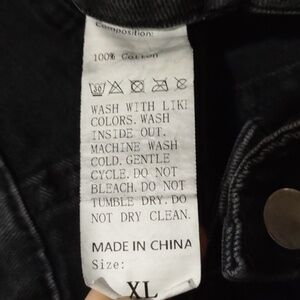 Composition:
100% Cotton
30
WASH WITH LIKE
COLORS. WASH
INSIDE OUT.
MACHINE WASH
COLD. GENTLE
CYCLE. DO NOT
BLEACH. DO NOT
TUMBLE DRY. DO
NOT DRY CLEAN.
MADE IN CHINA
Size:
XL